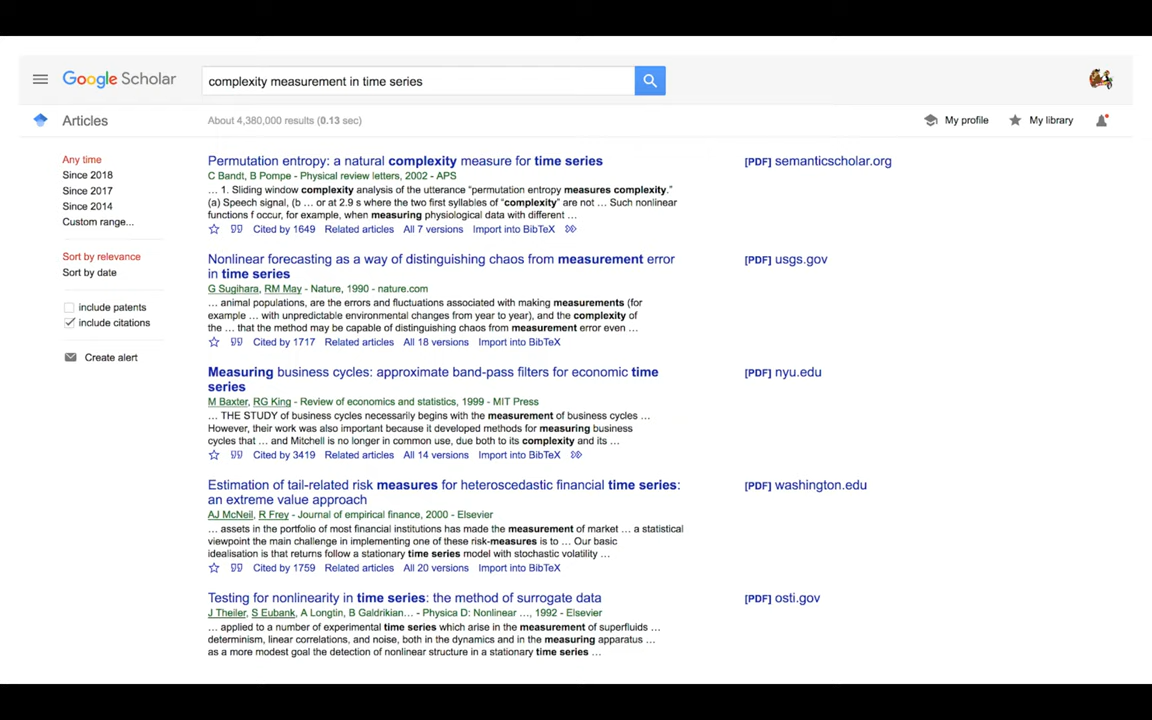 Google Scholar
complexity measurement in time series
Articles
About 4,380,000 results (0.13 sec)
My profile
My library
Any time
Since 2018
Since 2017
Since 2014
Custom range...
Sort by relevance
Sort by date
include patents
include citations
Create alert
Permutation entropy: a natural complexity measure for time series
[PDF] semanticscholar.org
C Bandt, B Pompe - Physical review letters, 2002 - APS
... 1. Sliding window complexity analysis of the utterance “permutation entropy measures complexity.”
(a) Speech signal, (b ... or at 2.9 s where the two first syllables of “complexity” are not ... Such nonlinear
functions f occur, for example, when measuring physiological data with different ...
Cited by 1649 Related articles All 7 versions Import into BibTeX
Nonlinear forecasting as a way of distinguishing chaos from measurement error
in time series
[PDF] usgs.gov
G Sugihara, RM May - Nature, 1990 - nature.com
... animal populations, are the errors and fluctuations associated with making measurements (for
example ... with unpredictable environmental changes from year to year), and the complexity of
the ... that the method may be capable of distinguishing chaos from measurement error even ...
Cited by 1717 Related articles All 18 versions Import into BibTeX
Measuring business cycles: approximate band-pass filters for economic time
series
[PDF] nyu.edu
M Baxter, RG King - Review of economics and statistics, 1999 - MIT Press
... THE STUDY of business cycles necessarily begins with the measurement of business cycles ...
However, their work was also important because it developed methods for measuring business
cycles that ... and Mitchell is no longer in common use, due both to its complexity and its ...
Cited by 3419 Related articles All 14 versions Import into BibTeX
Estimation of tail-related risk measures for heteroscedastic financial time series:
an extreme value approach
[PDF] washington.edu
AJ McNeil, R Frey - Journal of empirical finance, 2000 - Elsevier
... assets in the portfolio of most financial institutions has made the measurement of market ... a statistical
viewpoint the main challenge in implementing one of these risk-measures is to ... Our basic
idealisation is that returns follow a stationary time series model with stochastic volatility ...
Cited by 1759 Related articles All 20 versions Import into BibTeX
Testing for nonlinearity in time series: the method of surrogate data
[PDF] osti.gov
J Theiler, S Eubank, A Longtin, B Galdrikian... - Physica D: Nonlinear ..., 1992 - Elsevier
... applied to a number of experimental time series which arise in the measurement of superfluids ...
determinism, linear correlations, and noise, both in the dynamics and in the measuring apparatus ...
as a more modest goal the detection of nonlinear structure in a stationary time series ...